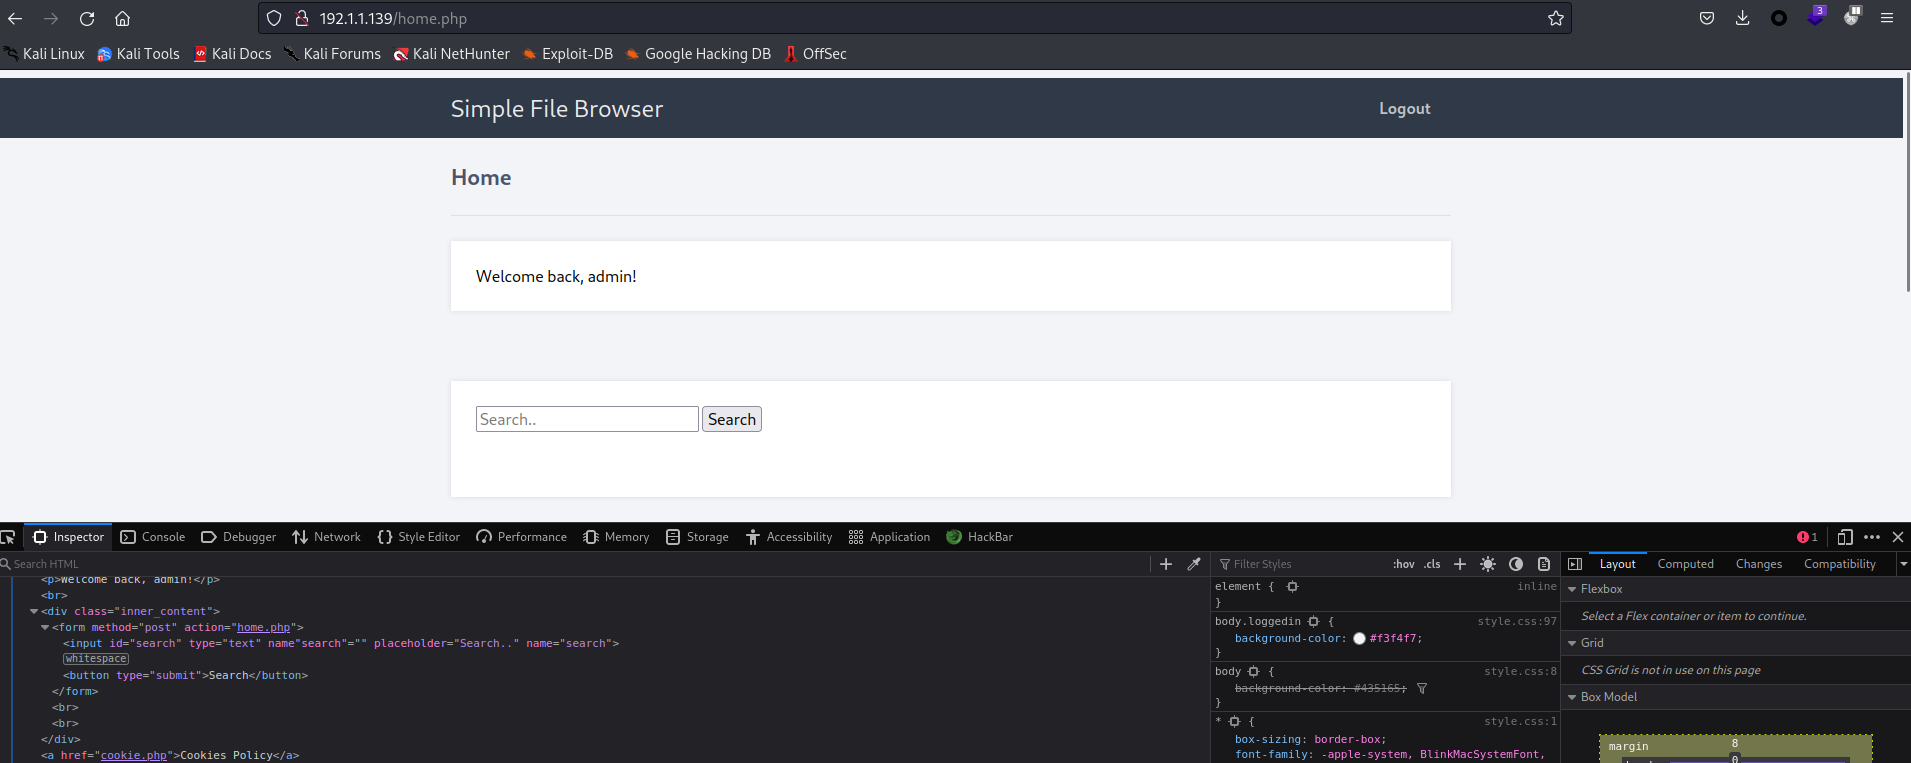 192.1.1.139/home.php
3
Kali Linux Kali Tools Kali Docs Kali Forums Kali NetHunter Exploit-DB Google Hacking DB OffSec
Simple File Browser Logout
Home
Welcome back, admin!
Search.. Search
Inspector Console Debugger Network Style Editor Performance Memory Storage Accessibility Application HackBar 1
Search HTML
Filter Styles :hov .cls
Layout Computed Changes Compatibility
<p>Welcome back, admin!</p>
<br>
<div class="inner_content">
<form method="post" action="home.php">
<input id="search" type="text" name"search"="" placeholder="Search.." name="search">
whitespace
<button type="submit">Search</button>
</form>
<br>
<br>
</div>
<a href="cookie.php">Cookies Policy</a>
element { inline
}
body.loggedin { style.css:97
background-color: #f3f4f7;
}
body { style.css:8
background-color: #435165;
}
* { style.css:1
box-sizing: border-box;
font-family: -apple-system, BlinkMacSystemFont,
Flexbox
Select a Flex container or item to continue.
Grid
CSS Grid is not in use on this page
Box Model
margin 8
0